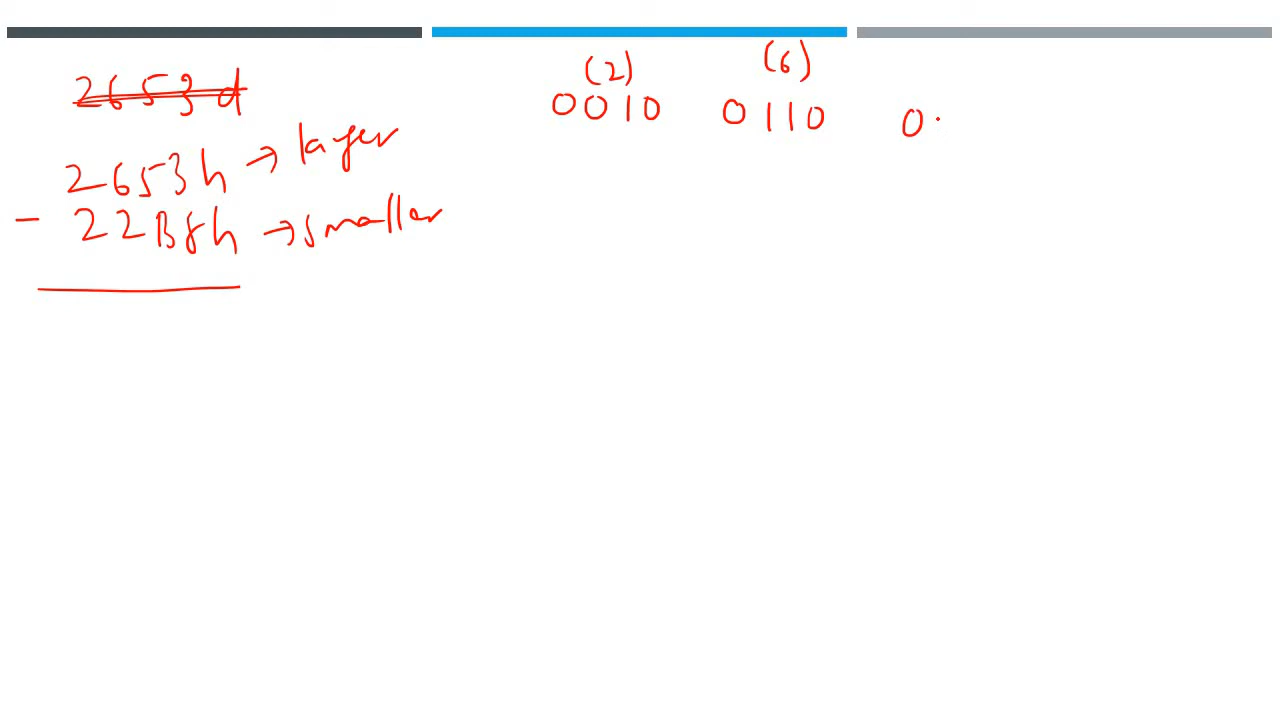 2653d
2653h → larger
- 22B8h → smaller
(2) (6)
0010 0110 0